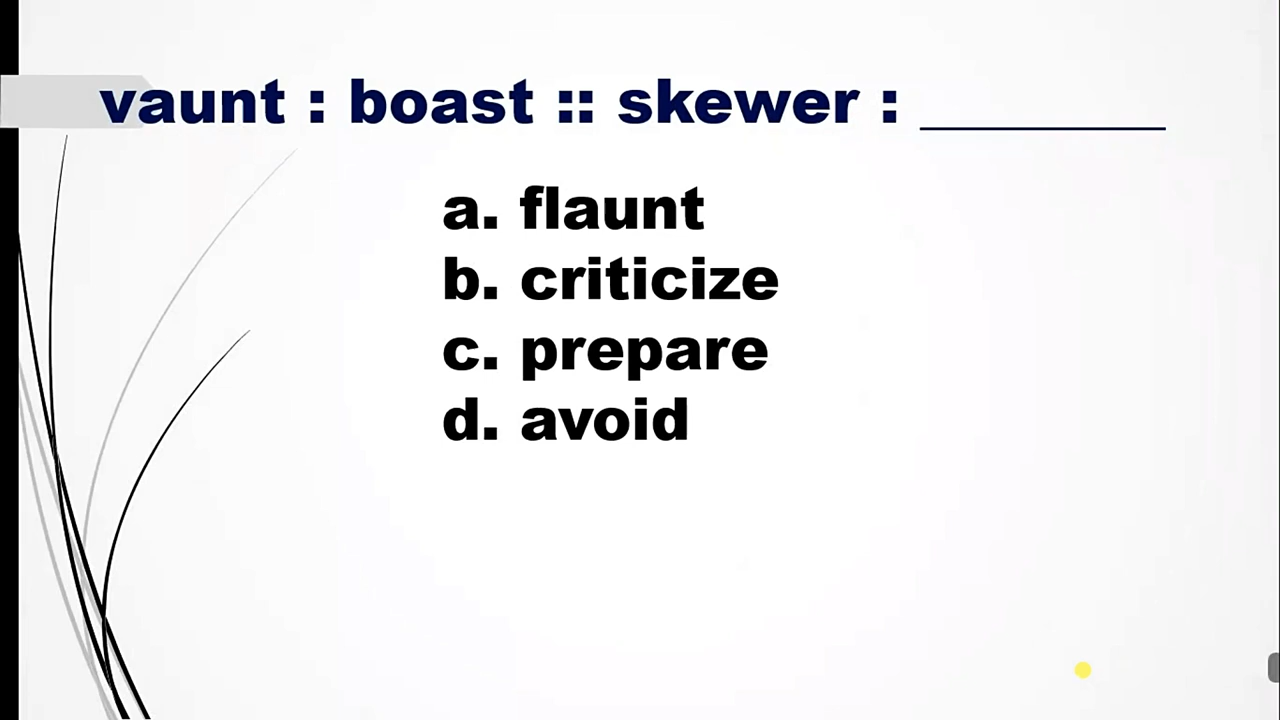 vaunt : boast :: skewer : ________
a. flaunt
b. criticize
c. prepare
d. avoid